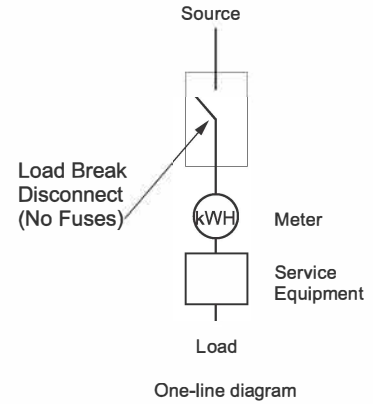 Source
Load Break
Disconnect
(No Fuses)
kWH
Meter
Service
Equipment
Load
One-line diagram